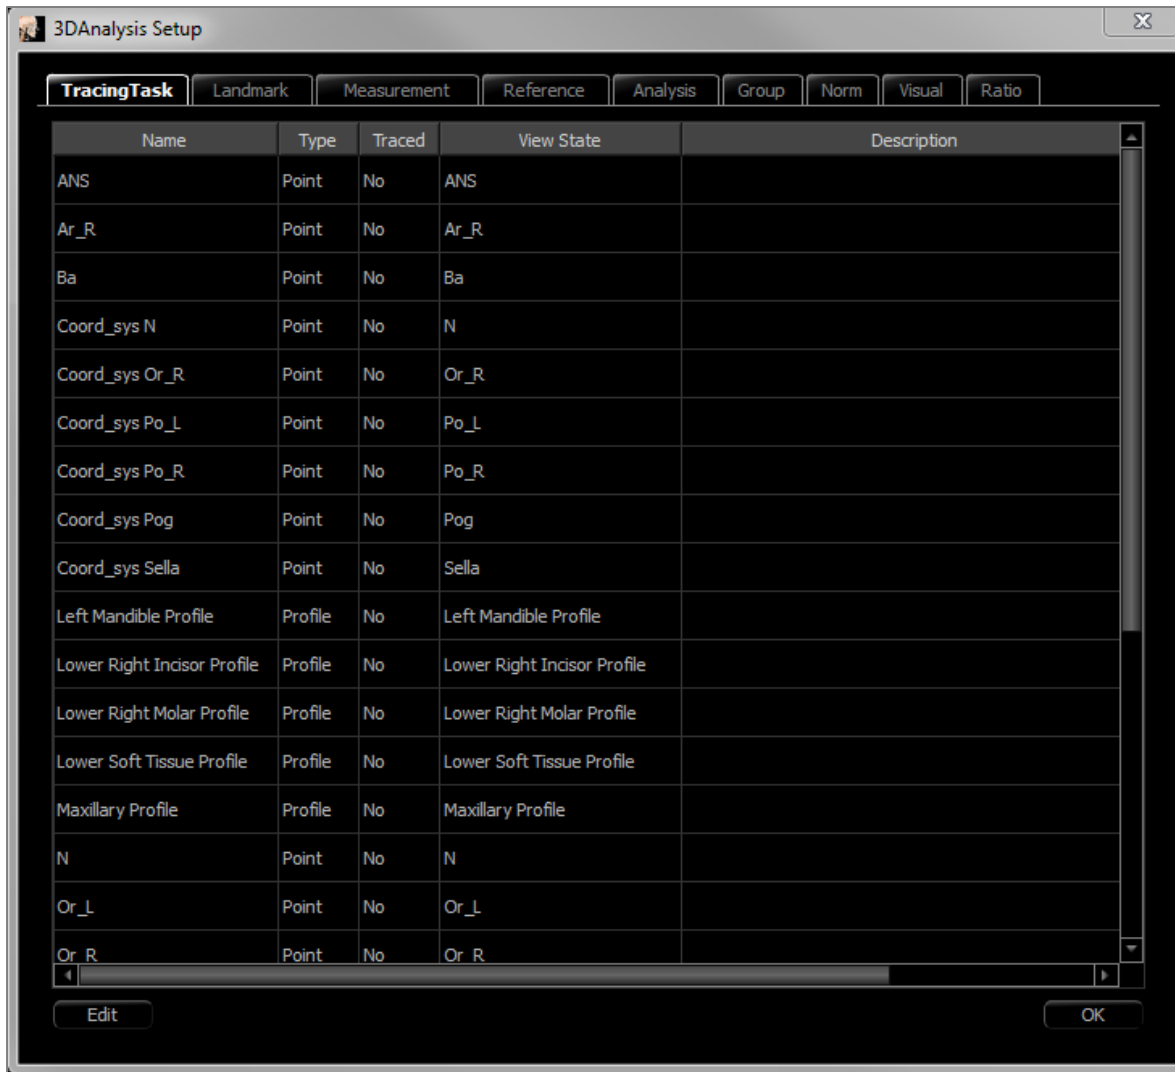 3DAnalysis Setup
TracingTask Landmark Measurement Reference Analysis Group Norm Visual Ratio
Name Type Traced View State Description
ANS Point No ANS
Ar_R Point No Ar_R
Ba Point No Ba
Coord_sys N Point No N
Coord_sys Or_R Point No Or_R
Coord_sys Po_L Point No Po_L
Coord_sys Po_R Point No Po_R
Coord_sys Pog Point No Pog
Coord_sys Sella Point No Sella
Left Mandible Profile Profile No Left Mandible Profile
Lower Right Incisor Profile Profile No Lower Right Incisor Profile
Lower Right Molar Profile Profile No Lower Right Molar Profile
Lower Soft Tissue Profile Profile No Lower Soft Tissue Profile
Maxillary Profile Profile No Maxillary Profile
N Point No N
Or_L Point No Or_L
Or_R Point No Or_R
Edit OK